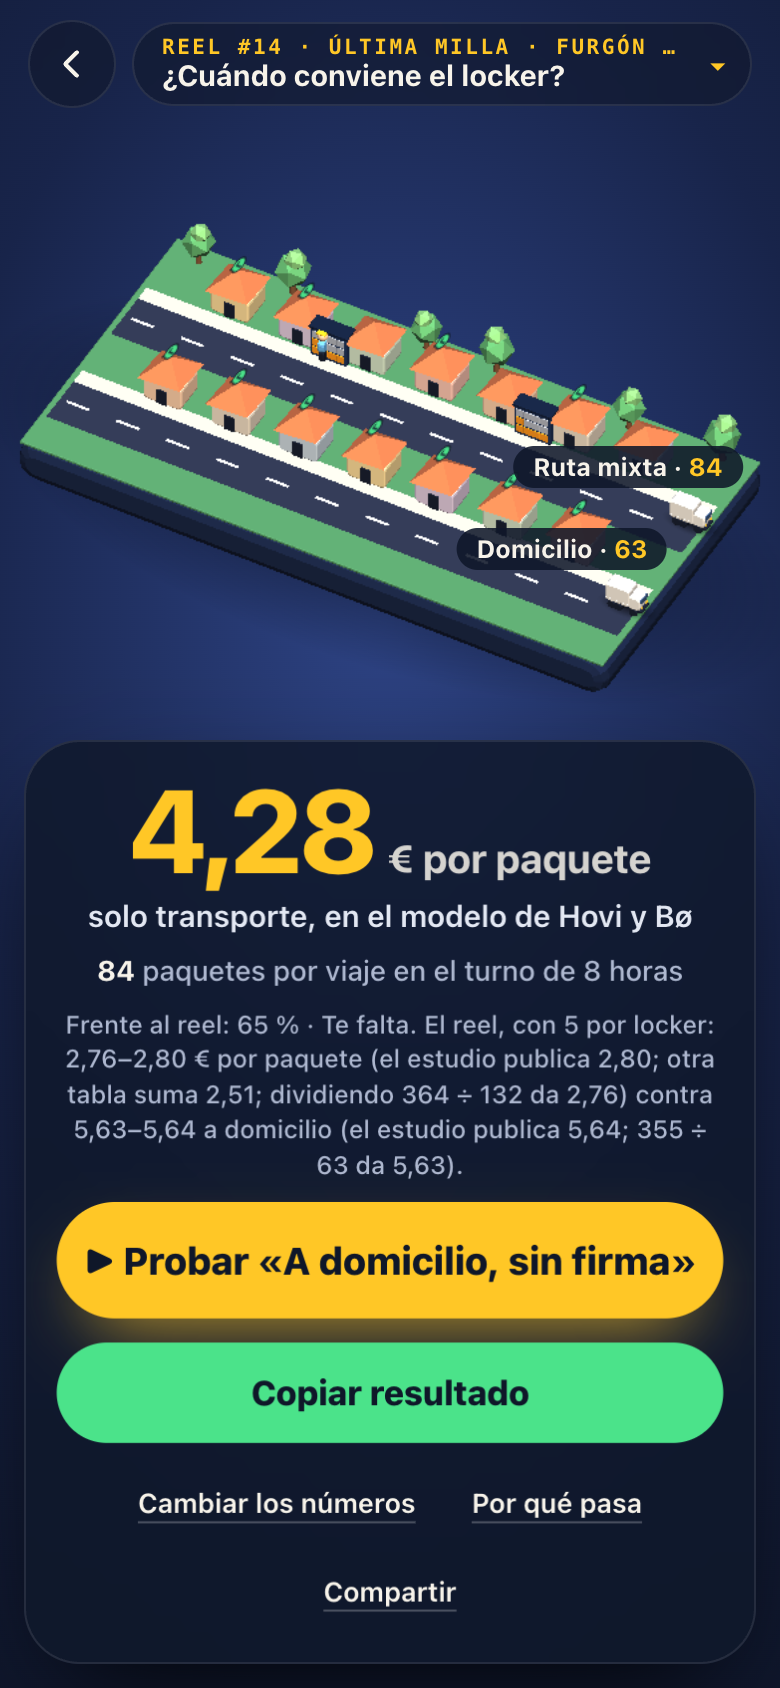 REEL #14 · ÚLTIMA MILLA · FURGÓN …
¿Cuándo conviene el locker?
Ruta mixta · 84
Domicilio · 63
4,28 € por paquete
solo transporte, en el modelo de Hovi y Bø
84 paquetes por viaje en el turno de 8 horas
Frente al reel: 65 % · Te falta. El reel, con 5 por locker:
2,76–2,80 € por paquete (el estudio publica 2,80; otra
tabla suma 2,51; dividiendo 364 ÷ 132 da 2,76) contra
5,63–5,64 a domicilio (el estudio publica 5,64; 355 ÷
63 da 5,63).
Probar «A domicilio, sin firma»
Copiar resultado
Cambiar los números
Por qué pasa
Compartir